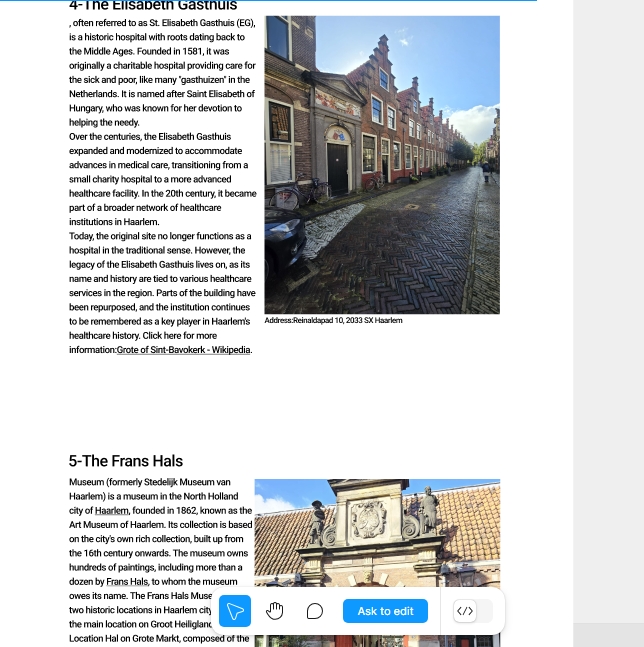 4-The Elisabeth Gasthuis
, often referred to as St. Elisabeth Gasthuis (EG),
is a historic hospital with roots dating back to
the Middle Ages. Founded in 1581, it was
originally a charitable hospital providing care for
the sick and poor, like many "gasthuizen" in the
Netherlands. It is named after Saint Elisabeth of
Hungary, who was known for her devotion to
helping the needy.
Over the centuries, the Elisabeth Gasthuis
expanded and modernized to accommodate
advances in medical care, transitioning from a
small charity hospital to a more advanced
healthcare facility. In the 20th century, it became
part of a broader network of healthcare
institutions in Haarlem.
Today, the original site no longer functions as a
hospital in the traditional sense. However, the
legacy of the Elisabeth Gasthuis lives on, as its
name and history are tied to various healthcare
services in the region. Parts of the building have
been repurposed, and the institution continues
to be remembered as a key player in Haarlem's
healthcare history. Click here for more
information:Grote of Sint-Bavokerk - Wikipedia.
Address:Reinaldapad 10, 2033 SX Haarlem
5-The Frans Hals
Museum (formerly Stedelijk Museum van
Haarlem) is a museum in the North Holland
city of Haarlem, founded in 1862, known as the
Art Museum of Haarlem. Its collection is based
on the city's own rich collection, built up from
the 16th century onwards. The museum owns
hundreds of paintings, including more than a
dozen by Frans Hals, to whom the museum
owes its name. The Frans Hals
two historic locations in Haarlem city
the main location on Groot
Location Hal on Grote Markt, composed of the
Ask to edit